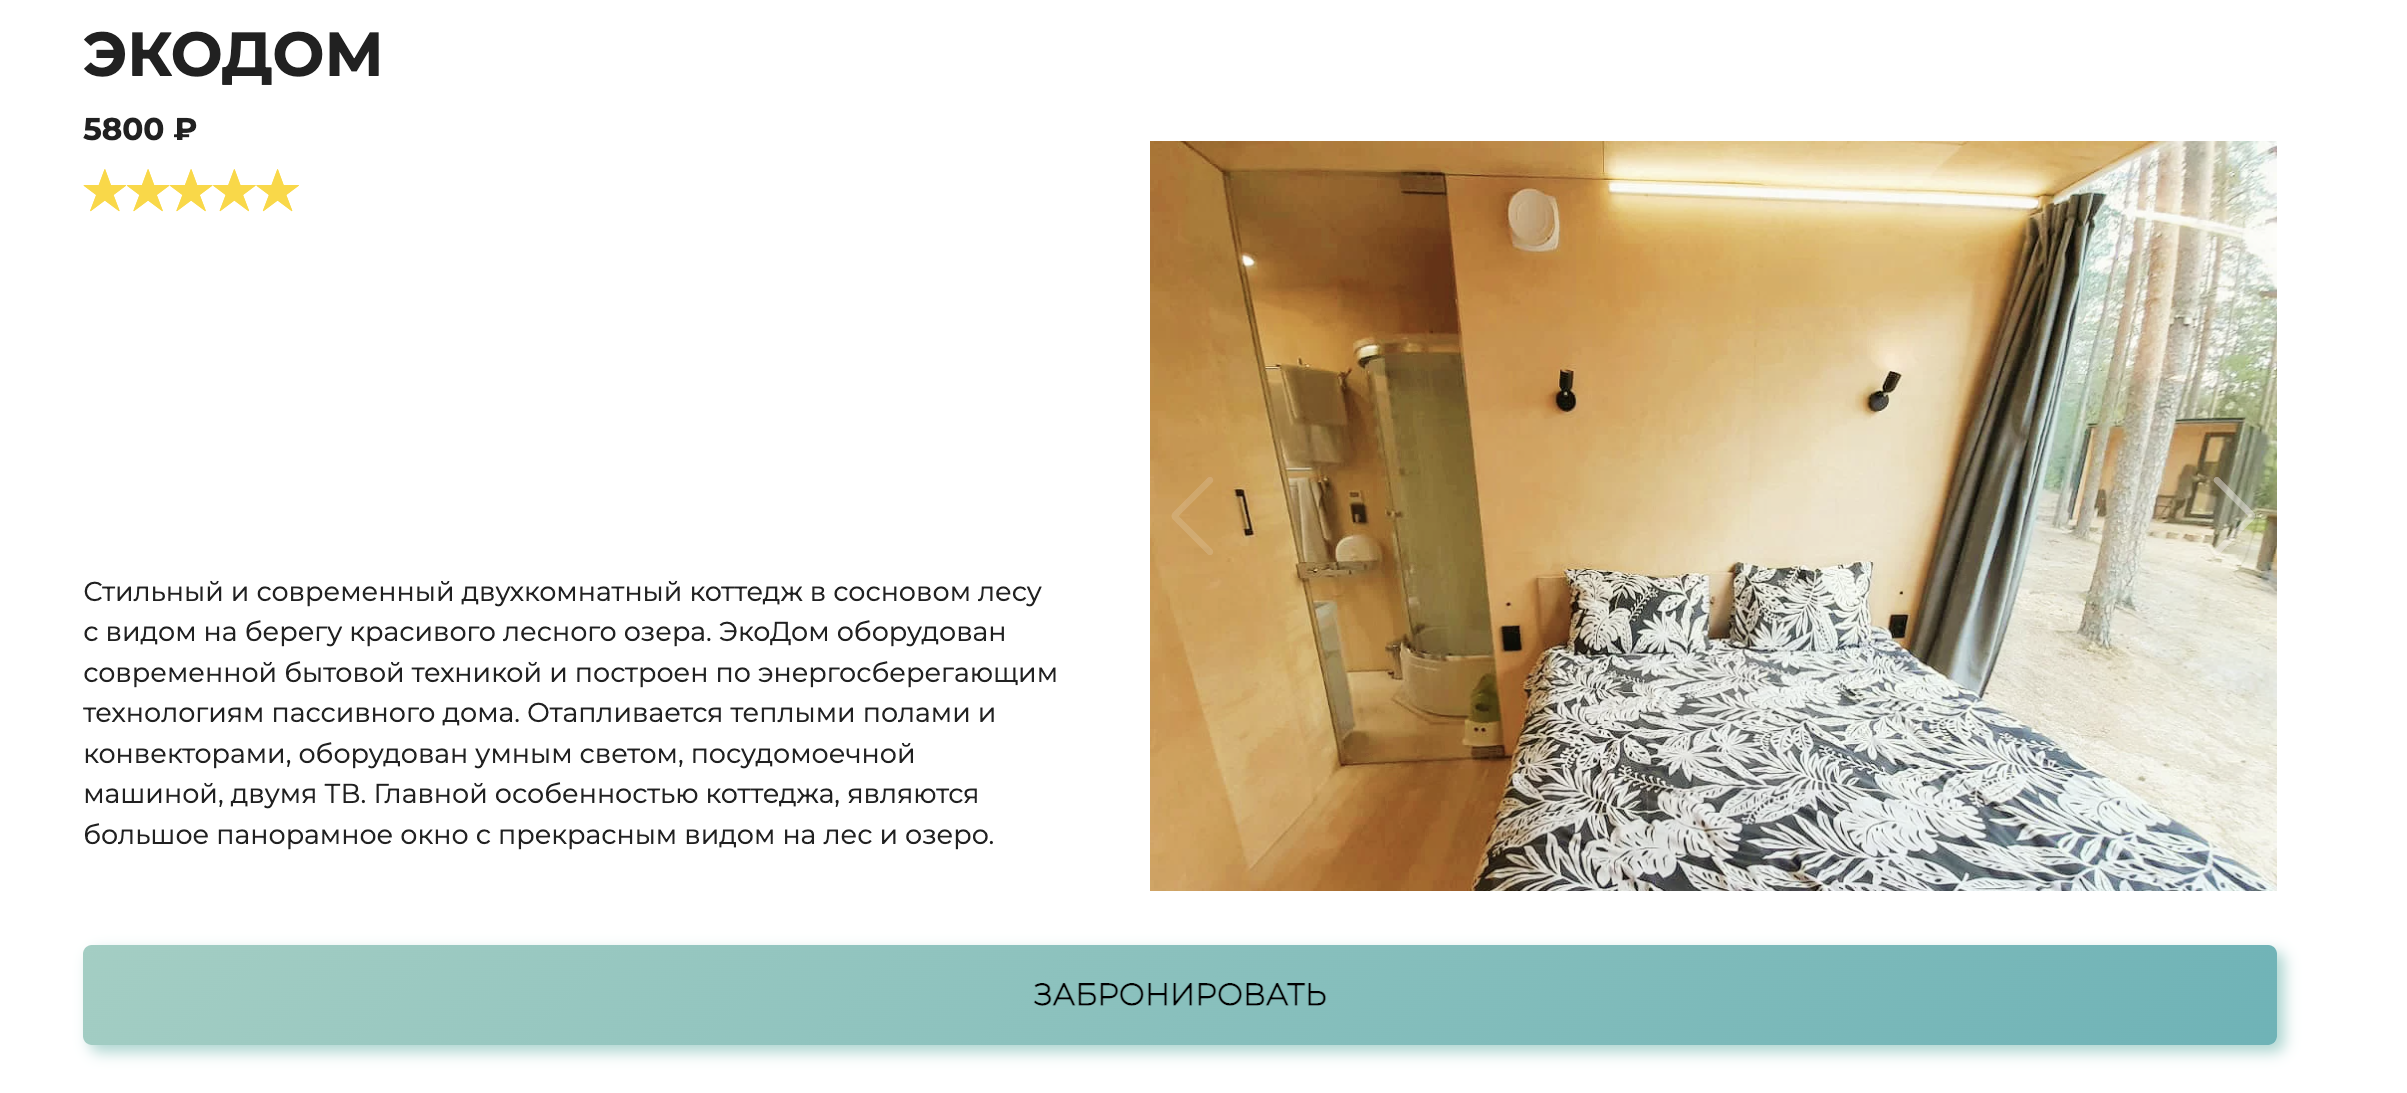 ЭКОДОМ
5800 ₽
Стильный и современный двухкомнатный коттедж в сосновом лесу
с видом на берегу красивого лесного озера. ЭкоДом оборудован
современной бытовой техникой и построен по энергосберегающим
технологиям пассивного дома. Отапливается теплыми полами и
конвекторами, оборудован умным светом, посудомоечной
машиной, двумя ТВ. Главной особенностью коттеджа, являются
большое панорамное окно с прекрасным видом на лес и озеро.
ЗАБРОНИРОВАТЬ